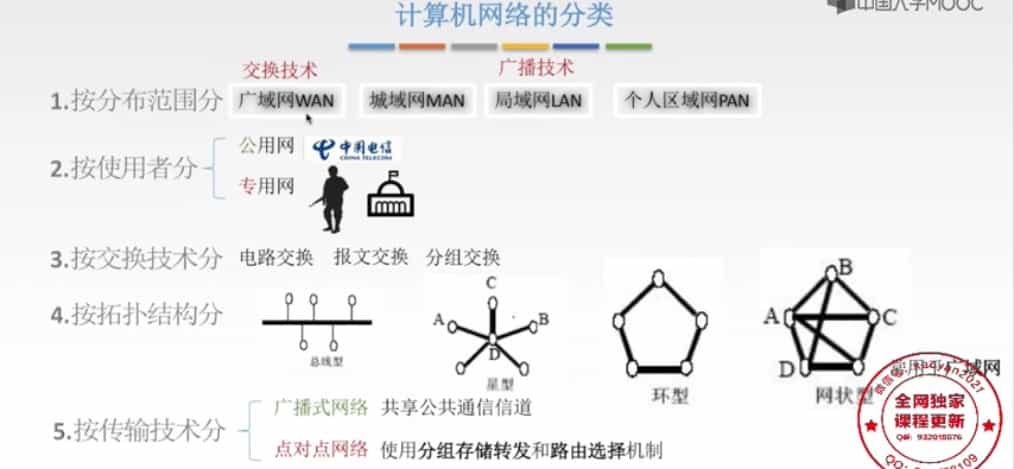 中国大学MOOC
计算机网络的分类
交换技术 广播技术
1.按分布范围分 广域网WAN 城域网MAN 局域网LAN 个人区域网PAN
2.按使用者分
公用网 中国电信
CHINA TELECOM
专用网
3.按交换技术分 电路交换 报文交换 分组交换
4.按拓扑结构分
总线型
C
A B
D
星型
环型
B
A C
D
网状型
常用于广域网
5.按传输技术分
广播式网络 共享公共通信信道
点对点网络 使用分组存储转发和路由选择机制
全网独家
课程更新